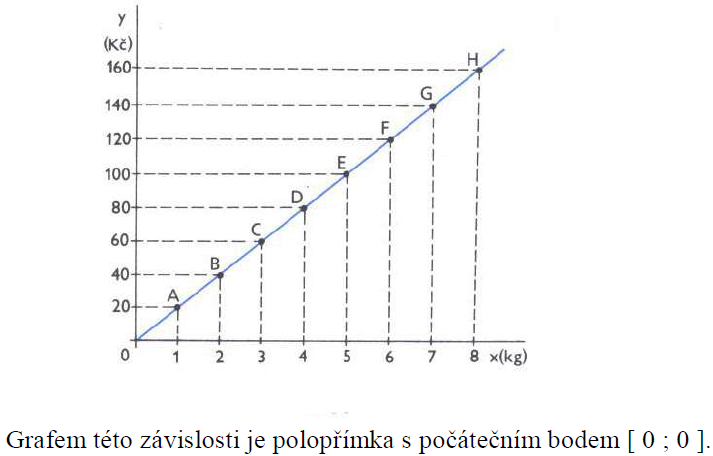 y
(Kč)
160
140
120
100
80
60
40
20
0
A
B
C
D
E
F
G
H
1 2 3 4 5 6 7 8 x(kg)
Grafem této závislosti je polopřímka s počátečním bodem [ 0 ; 0 ].